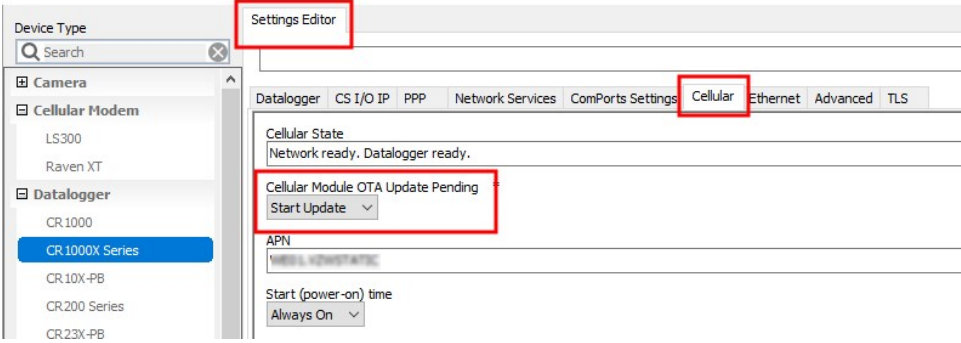 Device Type
Search
Camera
Cellular Modem
LS300
Raven XT
Datalogger
CR1000
CR1000X Series
CR10X-PB
CR200 Series
CR23X-PB
Settings Editor
Datalogger CS I/O IP PPP Network Services ComPorts Settings Cellular Ethernet Advanced TLS
Cellular State
Network ready. Datalogger ready.
Cellular Module OTA Update Pending
Start Update
APN
Start (power-on) time
Always On